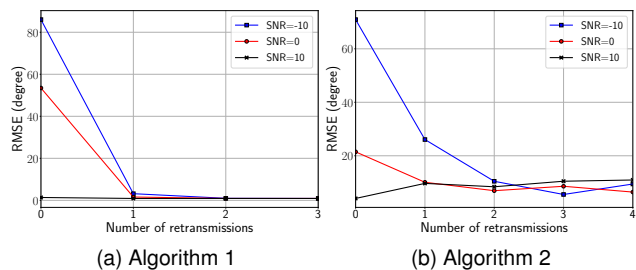 SNR=-10
SNR=0
SNR=10
80
60
40
20
0
RMSE (degree)
0 1 2 3
Number of retransmissions
(a) Algorithm 1
SNR=-10
SNR=0
SNR=10
60
40
20
RMSE (degree)
0 1 2 3 4
Number of retransmissions
(b) Algorithm 2